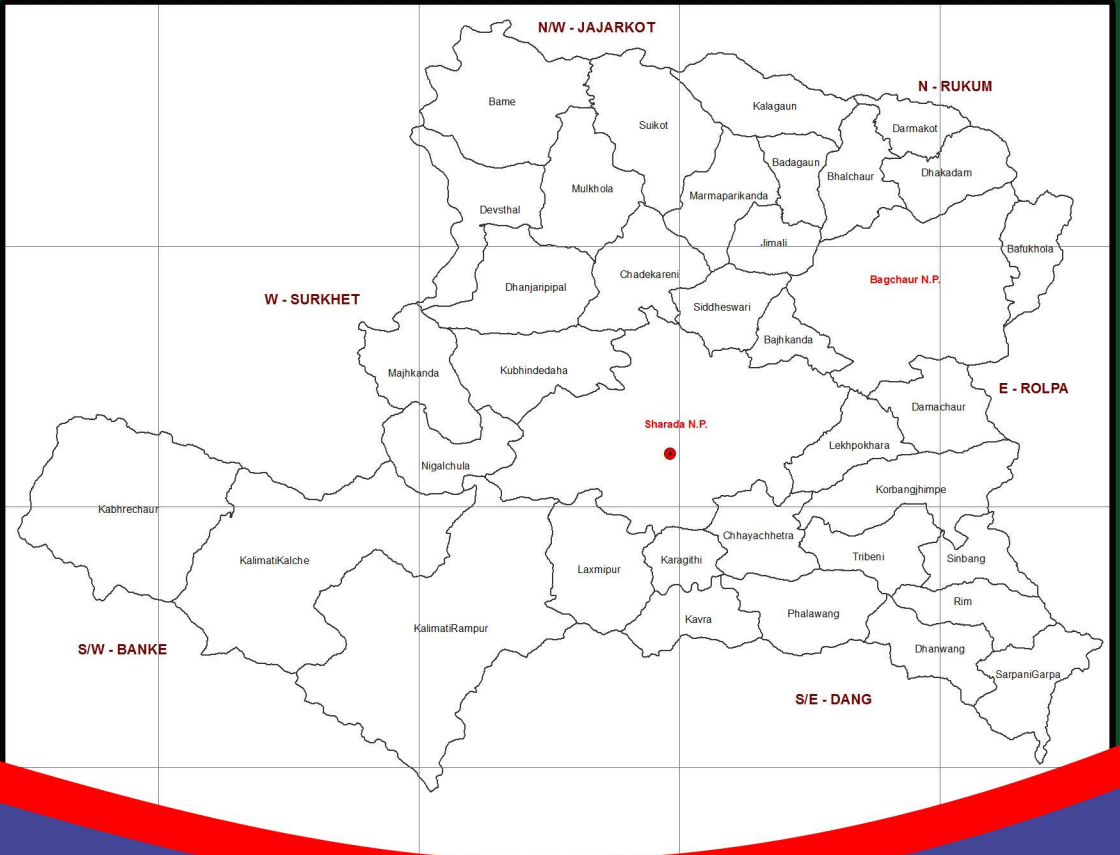 N/W - JAJARKOT
N - RUKUM
Bame
Kalagaun
Suikot
Darmakot
Badagaun
Bhalchaur
Dhakadam
Mulkhola
Marmaparikanda
Devsthal
Jimali
Bafukhola
Chadekareni
Bagchaur N.P.
Dhanjaripipal
W - SURKHET
Siddheswari
Bajhkanda
Majhkanda
Kubhindedaha
E - ROLPA
Damachaur
Sharada N.P.
Lekhpokhara
Nigalchula
Korbangjhimpe
Kabhrechaur
Chhayachhetra
Tribeni
Sinbang
KalimatiKalche
Karagithi
Laxmipur
Rim
Phalawang
Kavra
KalimatiRampur
S/W - BANKE
Dhanwang
SarpaniGarpa
S/E - DANG